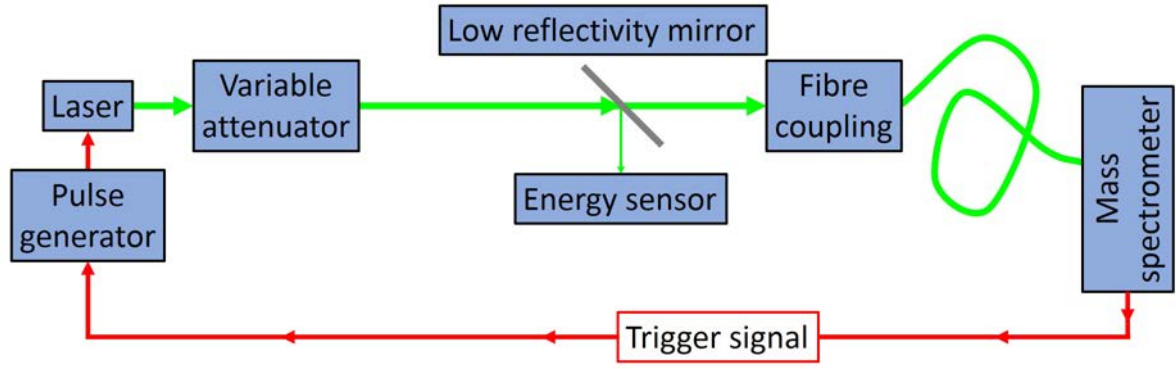 Low reflectivity mirror
Laser
Variable
attenuator
Fibre
coupling
Pulse
generator
Energy sensor
Mass
spectrometer
Trigger signal